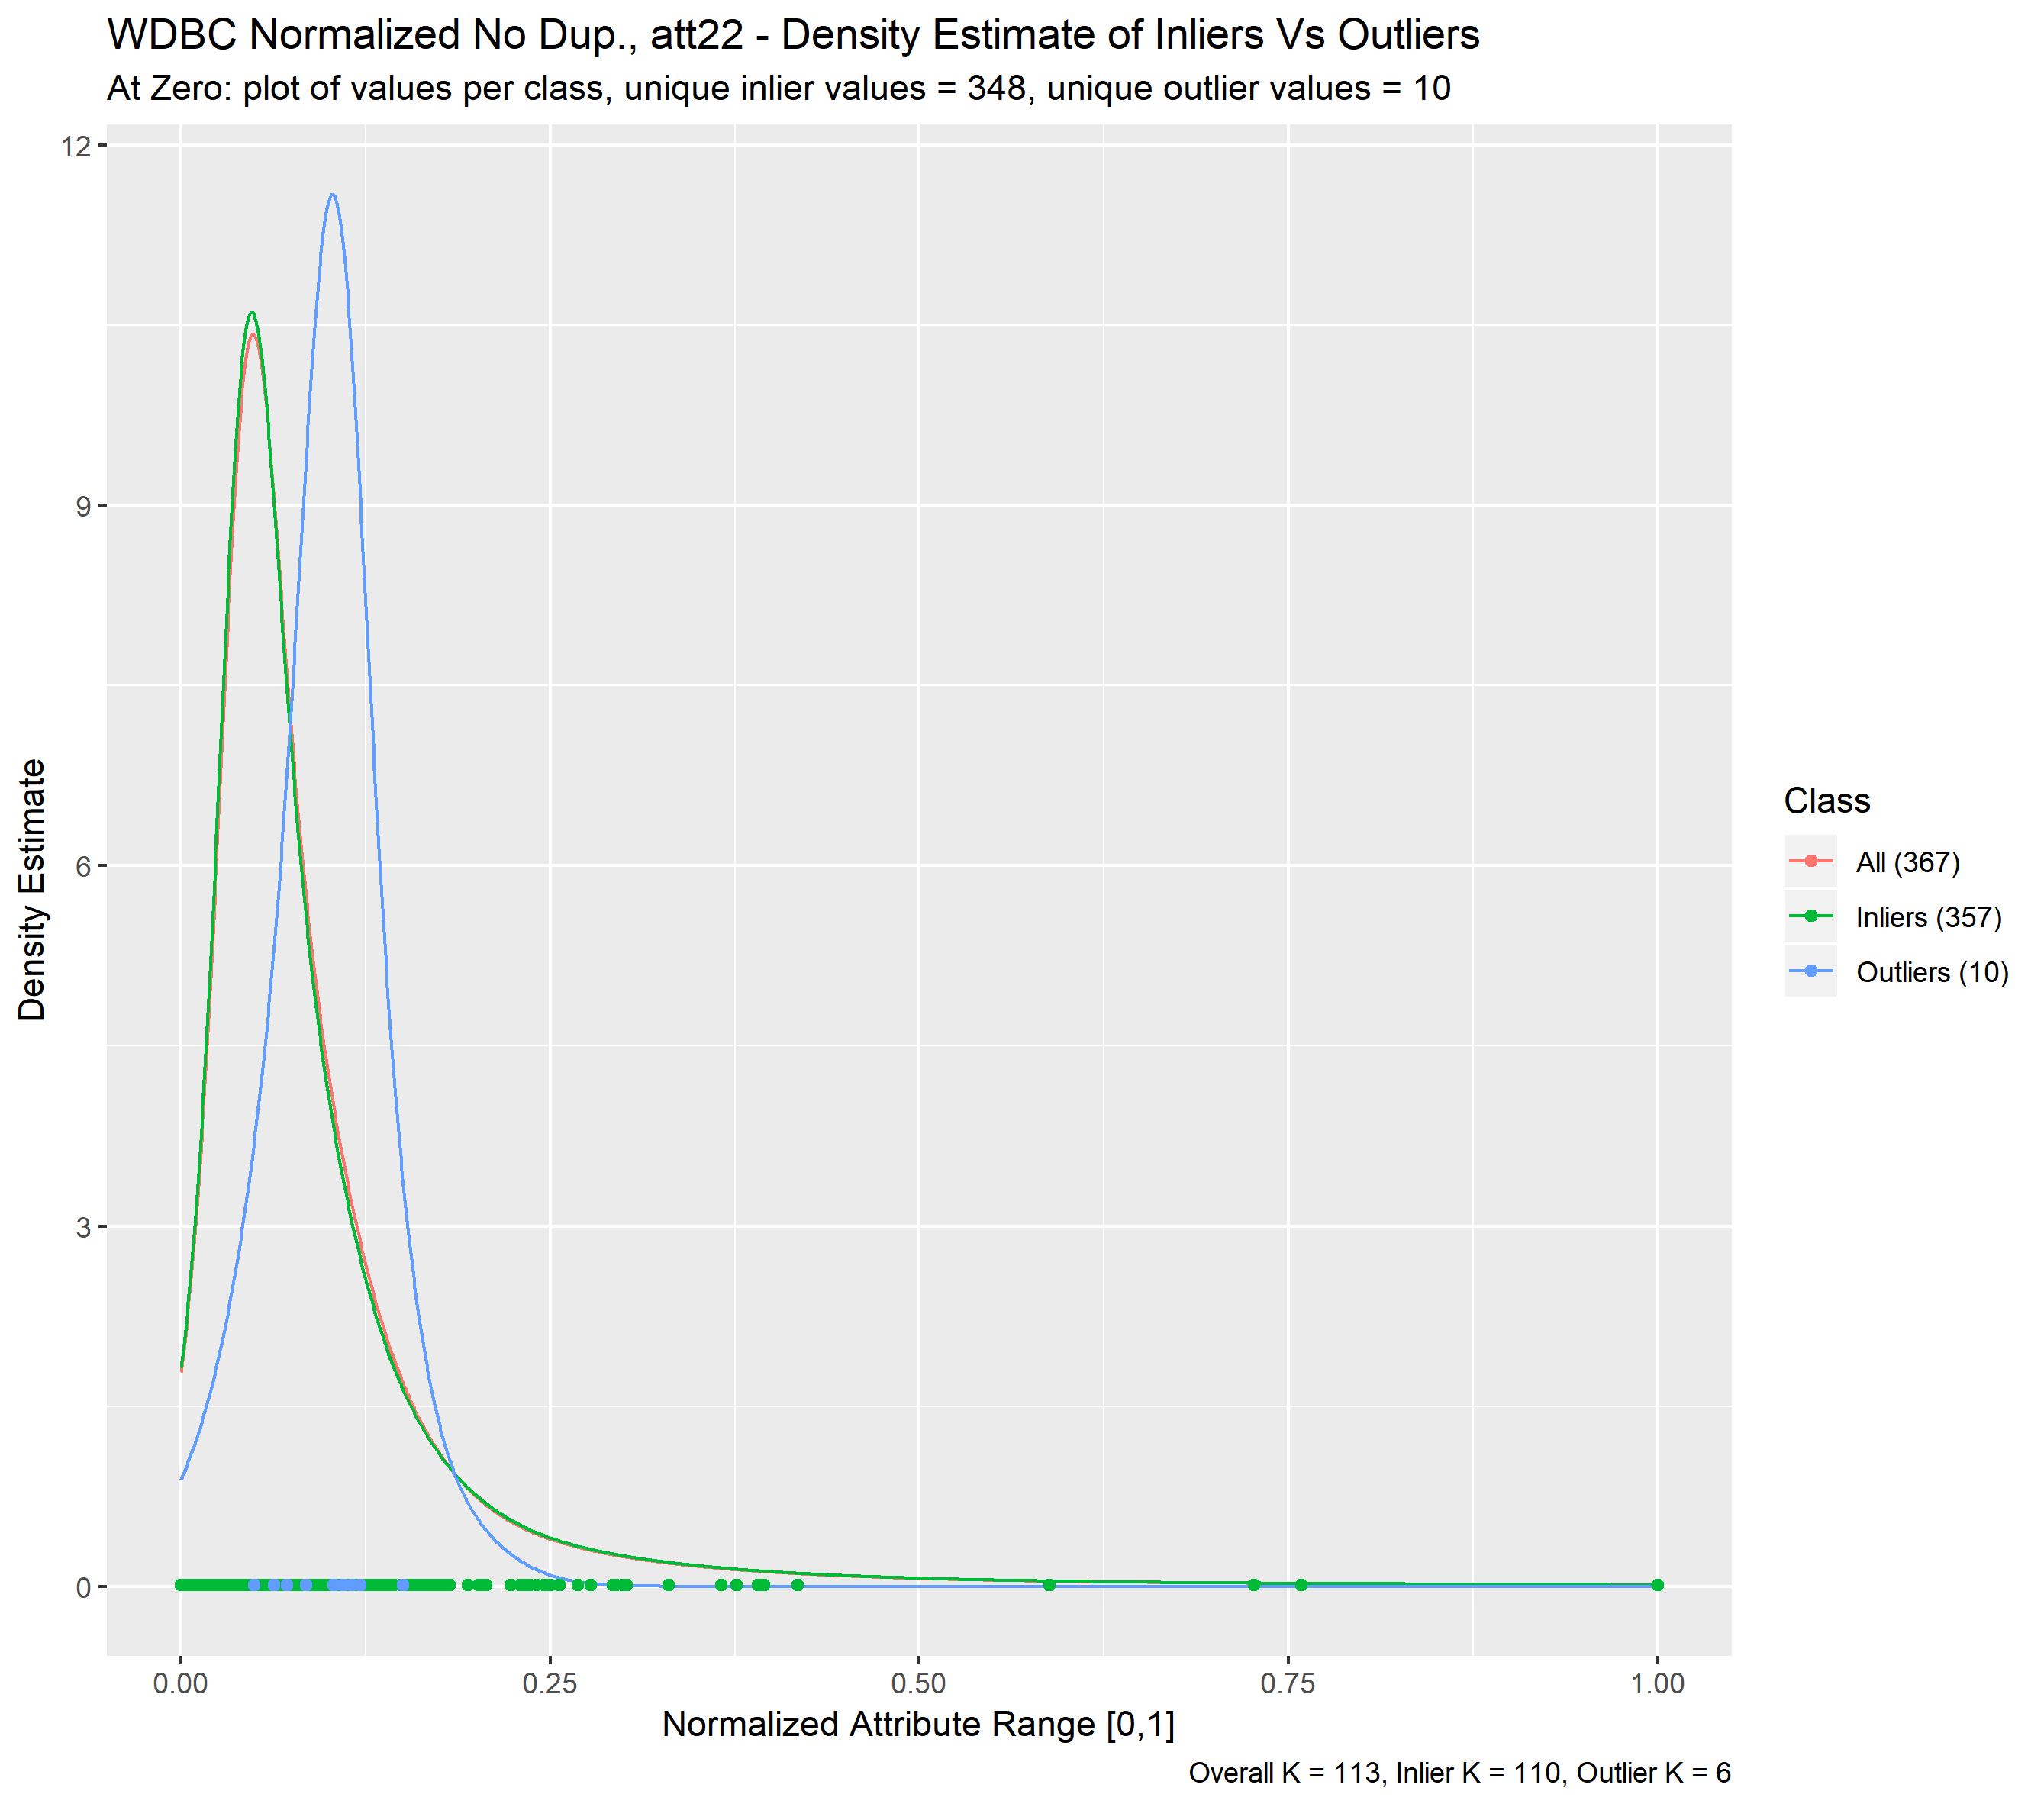 WDBC Normalized No Dup., att22 - Density Estimate of Inliers Vs Outliers
At Zero: plot of values per class, unique inlier values = 348, unique outlier values = 10
12
9
6
3
0
Density Estimate
0.00 0.25 0.50 0.75 1.00
Normalized Attribute Range [0,1]
Overall K = 113, Inlier K = 110, Outlier K = 6
Class
All (367)
Inliers (357)
Outliers (10)